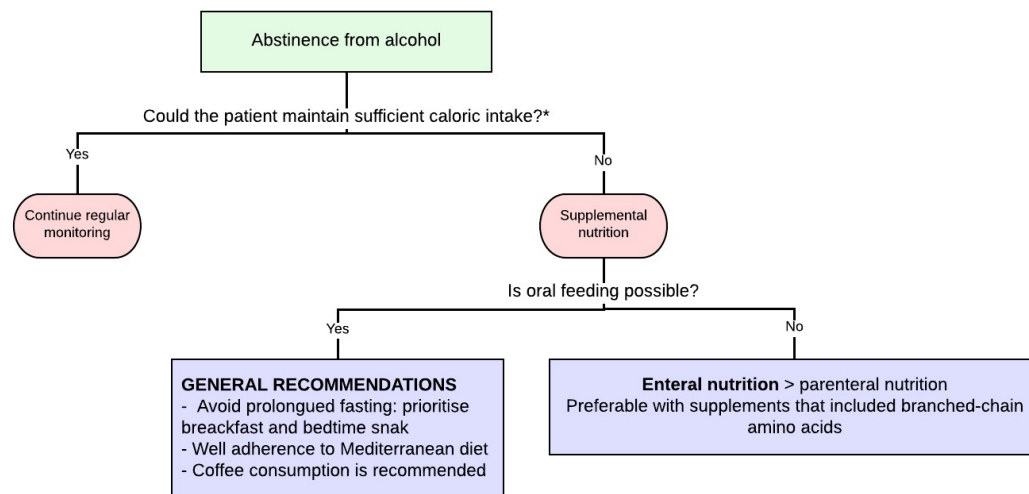 Abstinence from alcohol
Could the patient maintain sufficient caloric intake?*
Yes
No
Continue regular
monitoring
Supplemental
nutrition
Is oral feeding possible?
Yes
No
GENERAL RECOMMENDATIONS
- Avoid prolongued fasting: prioritise
breackfast and bedtime snak
- Well adherence to Mediterranean diet
- Coffee consumption is recommended
Enteral nutrition > parenteral nutrition
Preferable with supplements that included branched-chain
amino acids